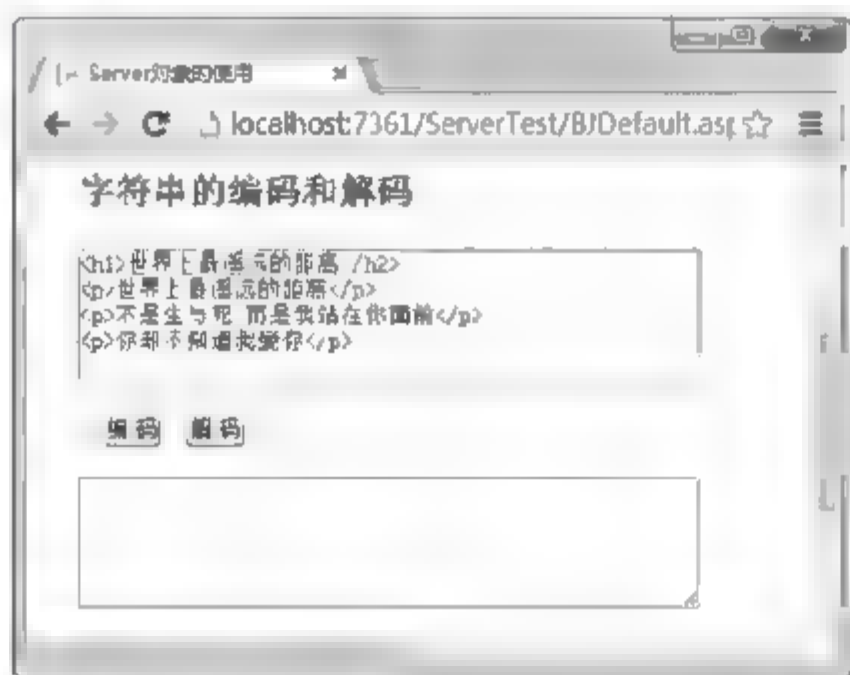 Server对象的使用
localhost:7361/ServerTest/BJDefault.asp
字符串的编码和解码
<h1>世界上最遥远的距离 /h2>
<p>世界上最遥远的距离</p>
<p>不是生与死 而是我站在你面前</p>
<p>你却不知道我爱你</p>
编码 解码